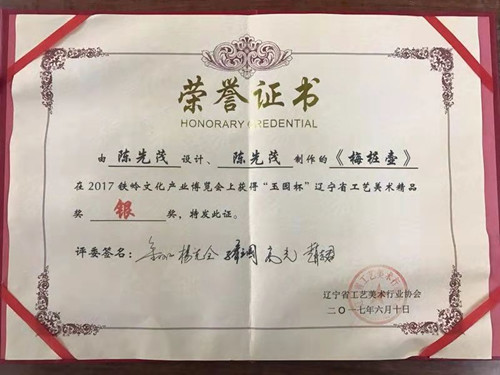 荣誉证书
HONORARY CREDENTIAL
由 陈先茂 设计、 陈先茂 制作的《梅桩壶》
在2017铁岭文化产业博览会上获得“玉国杯”辽宁省工艺美术精品
奖 银 奖，特发此证。
评委签名：
辽宁省工艺美术行业协会
二〇一七年六月十日